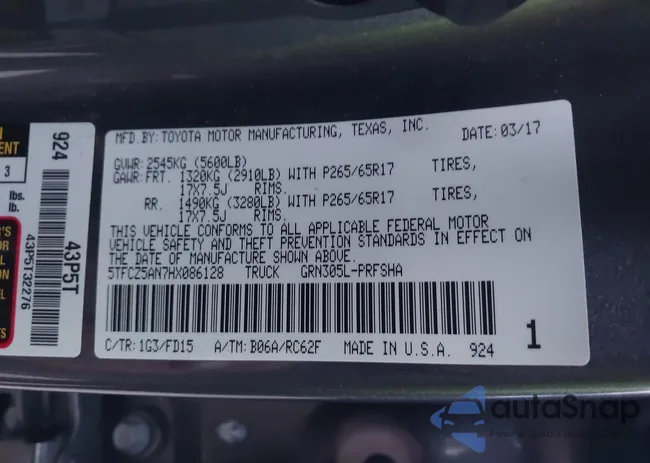 MFD.BY: TOYOTA MOTOR MANUFACTURING, TEXAS, INC. DATE: 03/17
GVWR: 2545KG (5600LB)
GAWR: FRT. 1320KG (2910LB) WITH P265/65R17 TIRES,
17X7.5J RIMS.
RR. 1490KG (3280LB) WITH P265/65R17 TIRES,
17X7.5J RIMS.
THIS VEHICLE CONFORMS TO ALL APPLICABLE FEDERAL MOTOR
VEHICLE SAFETY AND THEFT PREVENTION STANDARDS IN EFFECT ON
THE DATE OF MANUFACTURE SHOWN ABOVE.
5TFCZ5AN7HX086128 TRUCK GRN305L-PRFSHA
C/TR: 1G3/FD15 A/TM: B06A/RC62F MADE IN U.S.A. 924
1
924
43P5T
43P5T32276
3
lbs.
lb.
autoSnap